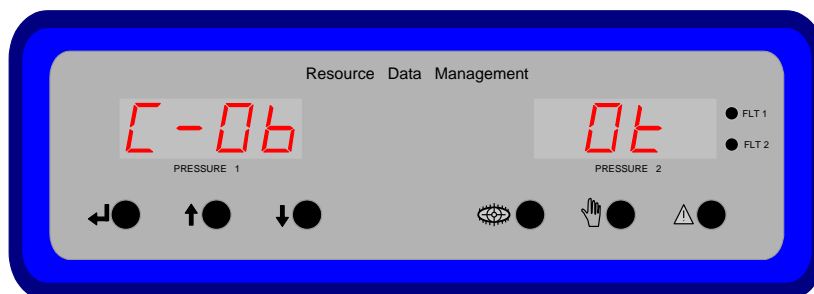 Resource Data Management
C-0b
0t
FLT 1
FLT 2
PRESSURE 1
PRESSURE 2